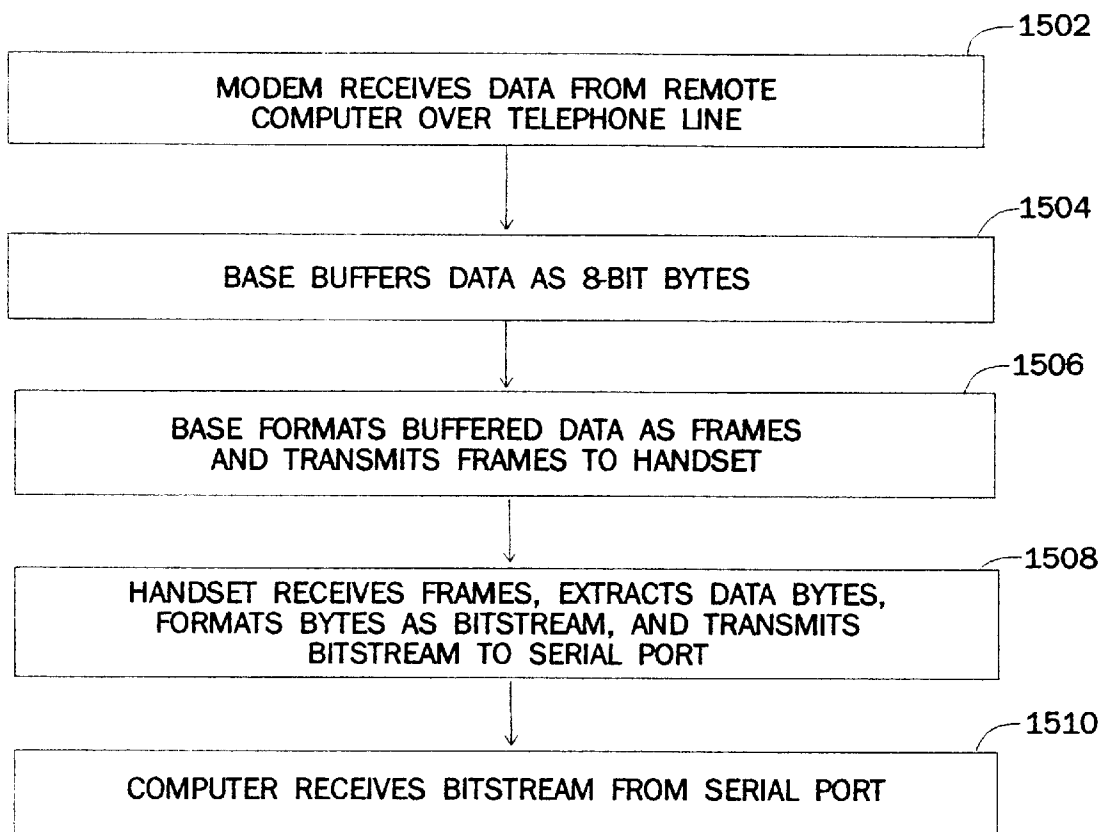 1502
MODEM RECEIVES DATA FROM REMOTE
COMPUTER OVER TELEPHONE LINE
1504
BASE BUFFERS DATA AS 8-BIT BYTES
1506
BASE FORMATS BUFFERED DATA AS FRAMES
AND TRANSMITS FRAMES TO HANDSET
1508
HANDSET RECEIVES FRAMES, EXTRACTS DATA BYTES,
FORMATS BYTES AS BITSTREAM, AND TRANSMITS
BITSTREAM TO SERIAL PORT
1510
COMPUTER RECEIVES BITSTREAM FROM SERIAL PORT